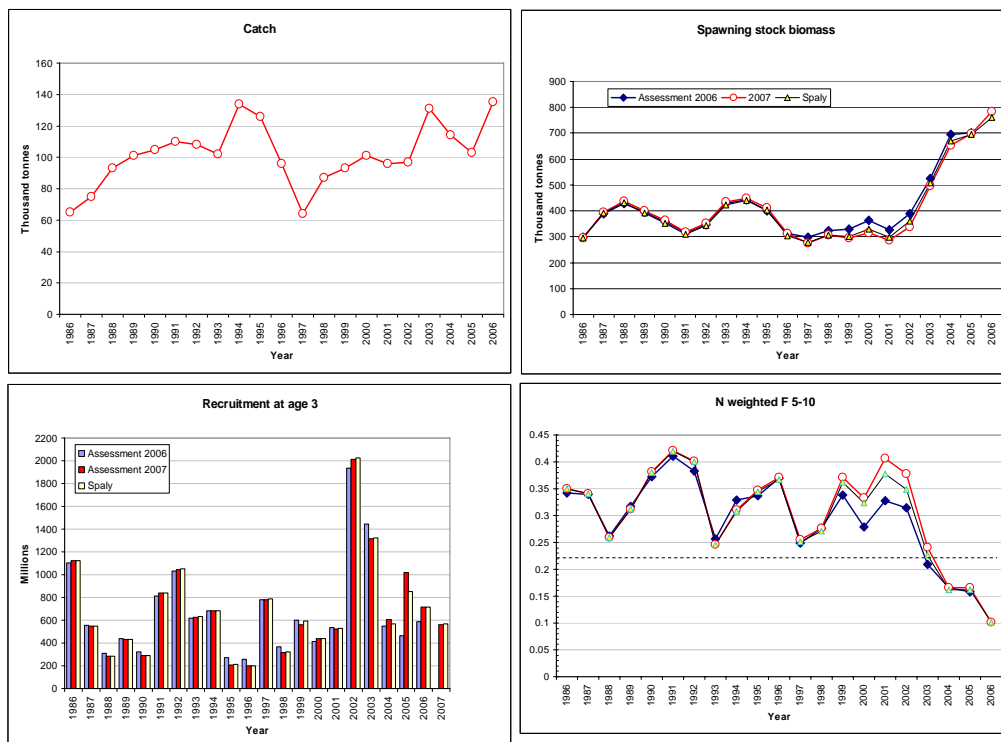 Catch
Thousand tonnes
160
140
120
100
80
60
40
20
0
1986 1987 1988 1989 1990 1991 1992 1993 1994 1995 1996 1997 1998 1999 2000 2001 2002 2003 2004 2005 2006
Year
Spawning stock biomass
Assessment 2006 2007 Spaly
Thousand tonnes
900
800
700
600
500
400
300
200
100
0
1986 1987 1988 1989 1990 1991 1992 1993 1994 1995 1996 1997 1998 1999 2000 2001 2002 2003 2004 2005 2006
Year
Recruitment at age 3
Assessment 2006
Assessment 2007
Spaly
Millions
2200
2000
1800
1600
1400
1200
1000
800
600
400
200
0
1986 1987 1988 1989 1990 1991 1992 1993 1994 1995 1996 1997 1998 1999 2000 2001 2002 2003 2004 2005 2006 2007
Year
N weighted F 5-10
0.45
0.4
0.35
0.3
0.25
0.2
0.15
0.1
0.05
0
1986 1987 1988 1989 1990 1991 1992 1993 1994 1995 1996 1997 1998 1999 2000 2001 2002 2003 2004 2005 2006
Year